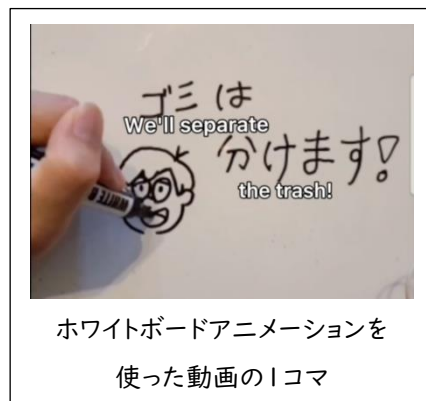 ゴミは
We'll separate
分けます!
the trash!
ホワイトボードアニメーションを
使った動画の1コマ